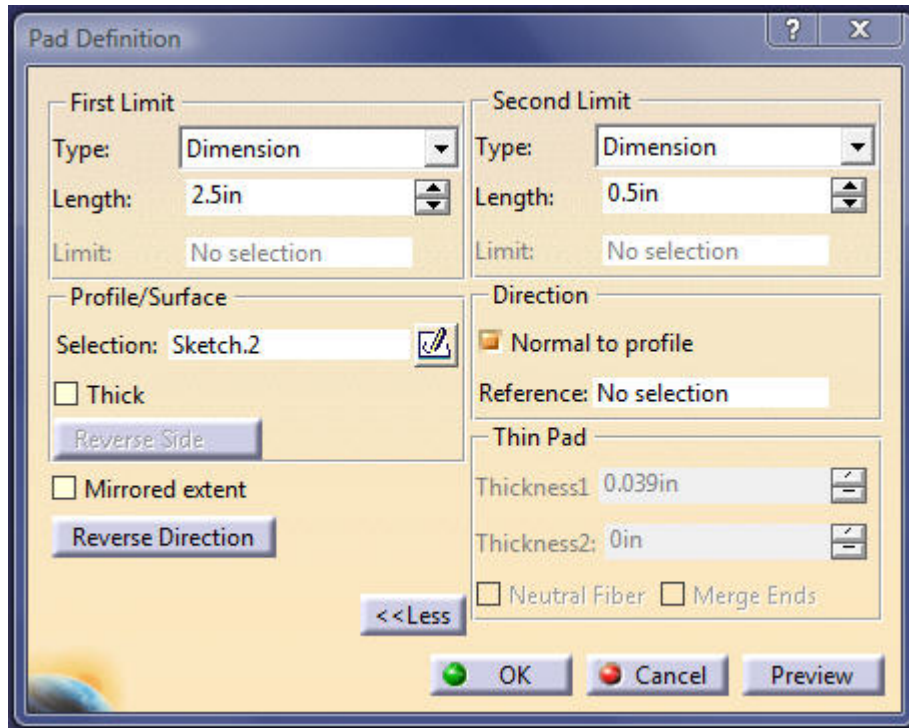 Pad Definition
?
X
First Limit
Type: Dimension
Length: 2.5in
Limit: No selection
Second Limit
Type: Dimension
Length: 0.5in
Limit: No selection
Profile/Surface
Selection: Sketch.2
Thick
Reverse Side
Mirrored extent
Reverse Direction
Direction
Normal to profile
Reference: No selection
Thin Pad
Thickness1 0.039in
Thickness2: 0in
Neutral Fiber Merge Ends
<<Less
OK Cancel Preview